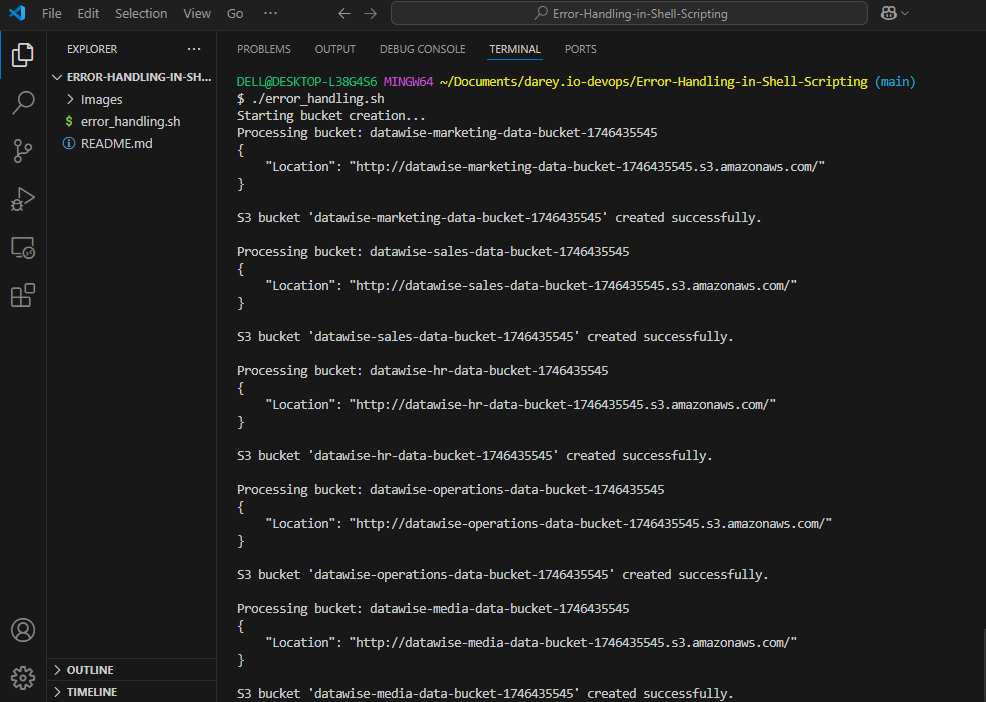 File Edit Selection View Go ··· Error-Handling-in-Shell-Scripting
EXPLORER ···
ERROR-HANDLING-IN-SH...
Images
$ error_handling.sh
README.md
OUTLINE
TIMELINE
PROBLEMS OUTPUT DEBUG CONSOLE TERMINAL PORTS
DELL@DESKTOP-L38G4S6 MINGW64 ~/Documents/darey.io-devops/Error-Handling-in-Shell-Scripting (main)
$ ./error_handling.sh
Starting bucket creation...
Processing bucket: datawise-marketing-data-bucket-1746435545
{
"Location": "http://datawise-marketing-data-bucket-1746435545.s3.amazonaws.com/"
}
S3 bucket 'datawise-marketing-data-bucket-1746435545' created successfully.
Processing bucket: datawise-sales-data-bucket-1746435545
{
"Location": "http://datawise-sales-data-bucket-1746435545.s3.amazonaws.com/"
}
S3 bucket 'datawise-sales-data-bucket-1746435545' created successfully.
Processing bucket: datawise-hr-data-bucket-1746435545
{
"Location": "http://datawise-hr-data-bucket-1746435545.s3.amazonaws.com/"
}
S3 bucket 'datawise-hr-data-bucket-1746435545' created successfully.
Processing bucket: datawise-operations-data-bucket-1746435545
{
"Location": "http://datawise-operations-data-bucket-1746435545.s3.amazonaws.com/"
}
S3 bucket 'datawise-operations-data-bucket-1746435545' created successfully.
Processing bucket: datawise-media-data-bucket-1746435545
{
"Location": "http://datawise-media-data-bucket-1746435545.s3.amazonaws.com/"
}
S3 bucket 'datawise-media-data-bucket-1746435545' created successfully.